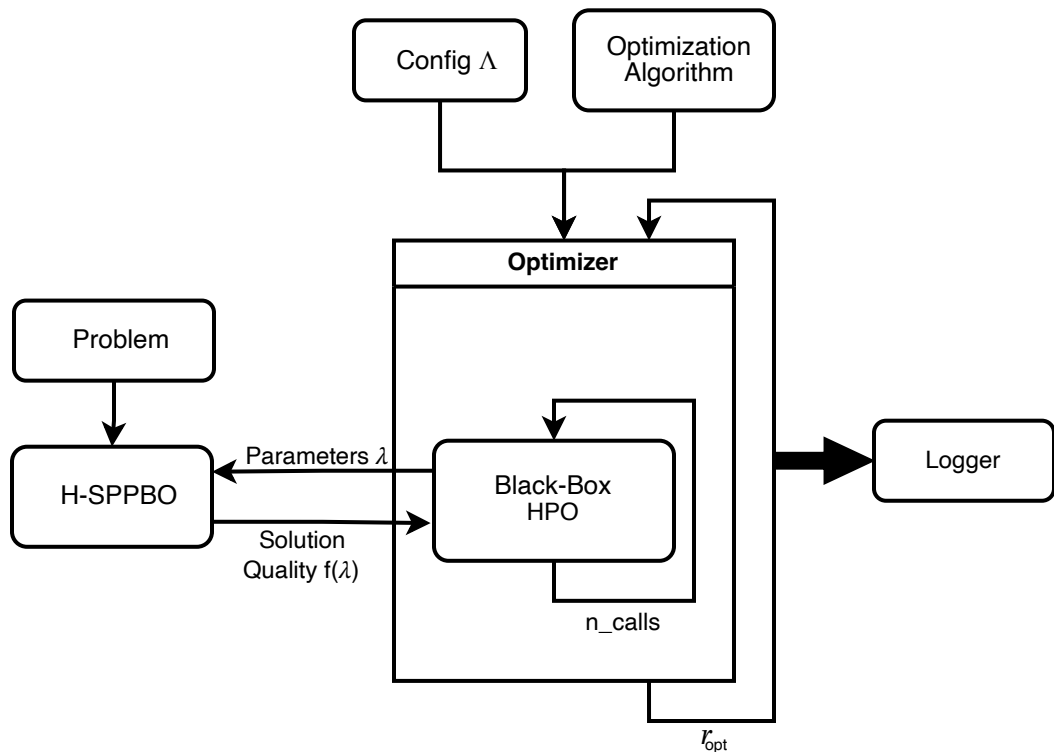 Config Λ
Optimization
Algorithm
Optimizer
Problem
H-SPPBO
Parameters λ
Solution
Quality f(λ)
Black-Box
HPO
n_calls
Logger
r_opt